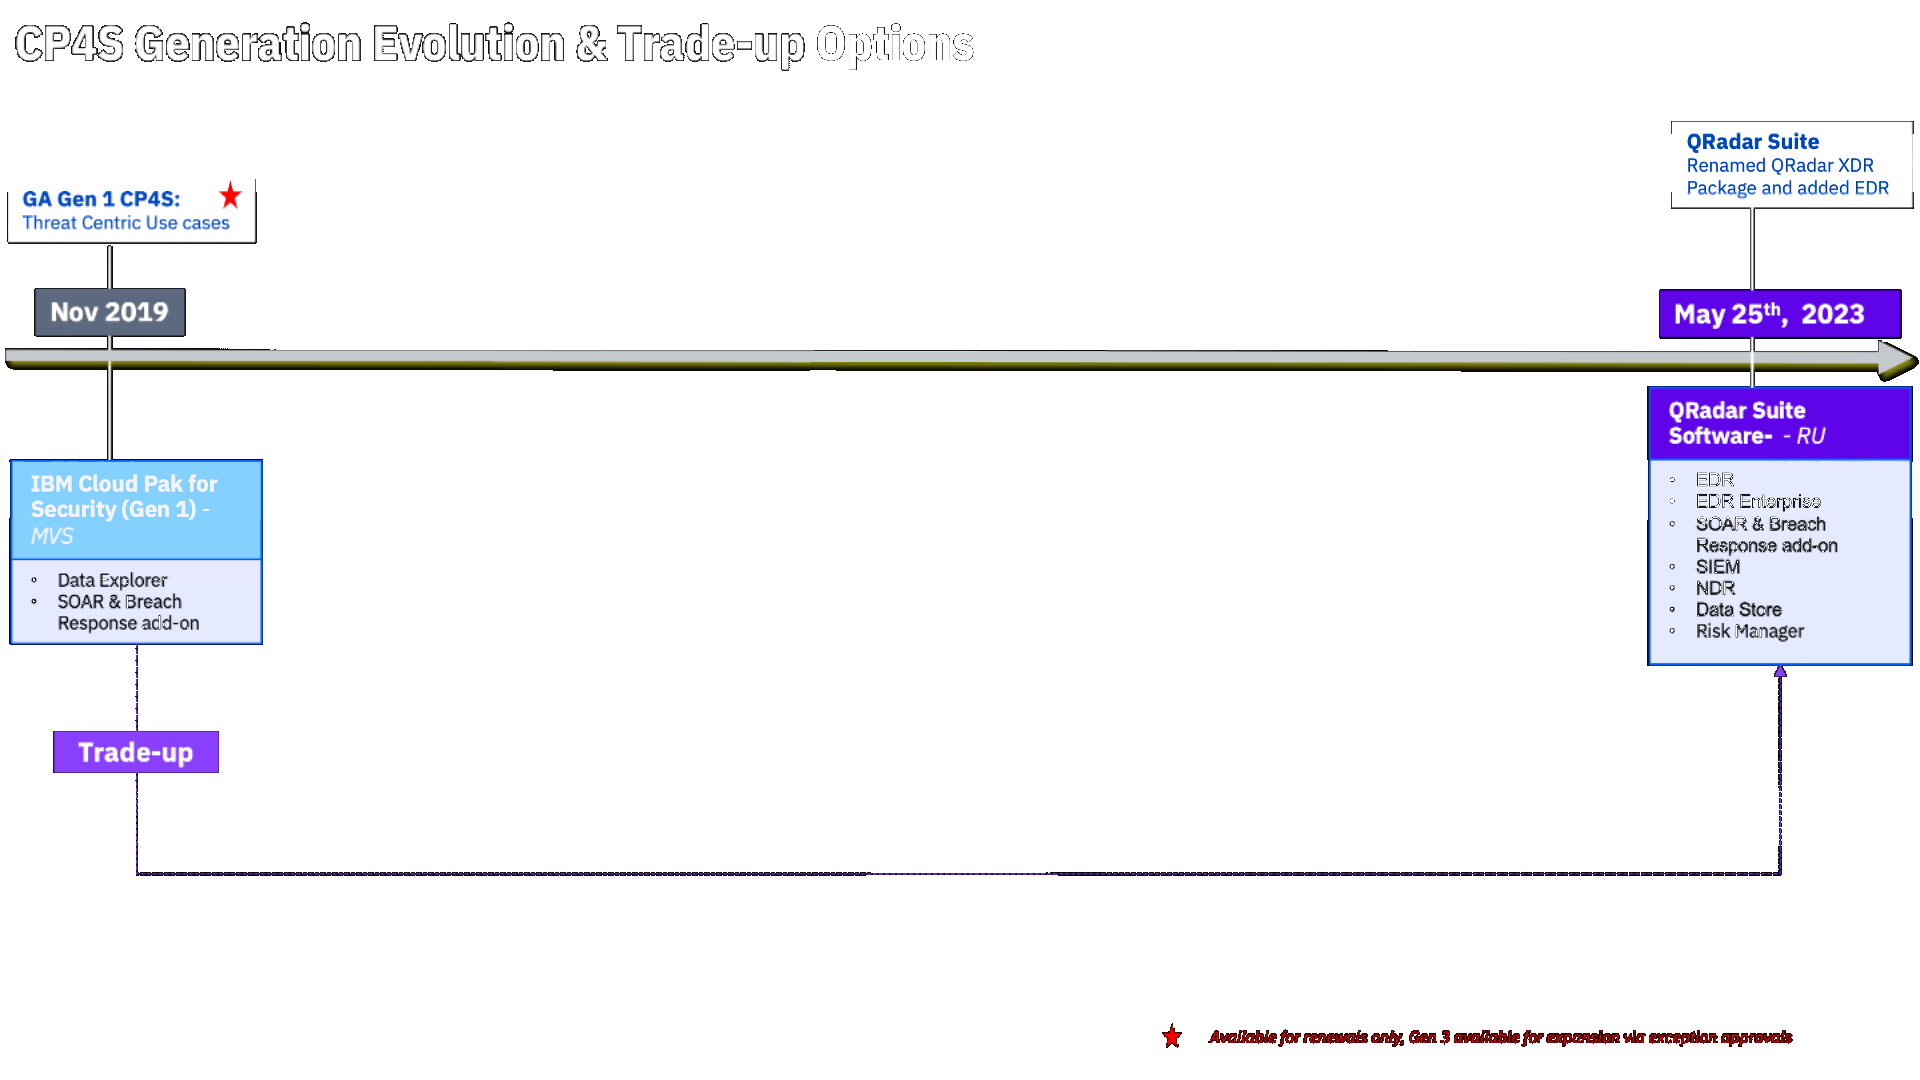 CP4S Generation Evolution & Trade-up Options
GA Gen 1 CP4S:
Threat Centric Use cases
Nov 2019
IBM Cloud Pak for
Security (Gen 1) -
MVS
• Data Explorer
• SOAR & Breach
Response add-on
Trade-up
QRadar Suite
Renamed QRadar XDR
Package and added EDR
May 25th, 2023
QRadar Suite
Software- - RU
• EDR
• EDR Enterprise
• SOAR & Breach
Response add-on
• SIEM
• NDR
• Data Store
• Risk Manager
Available for renewals only, Gen 3 available for expansion via exception approvals